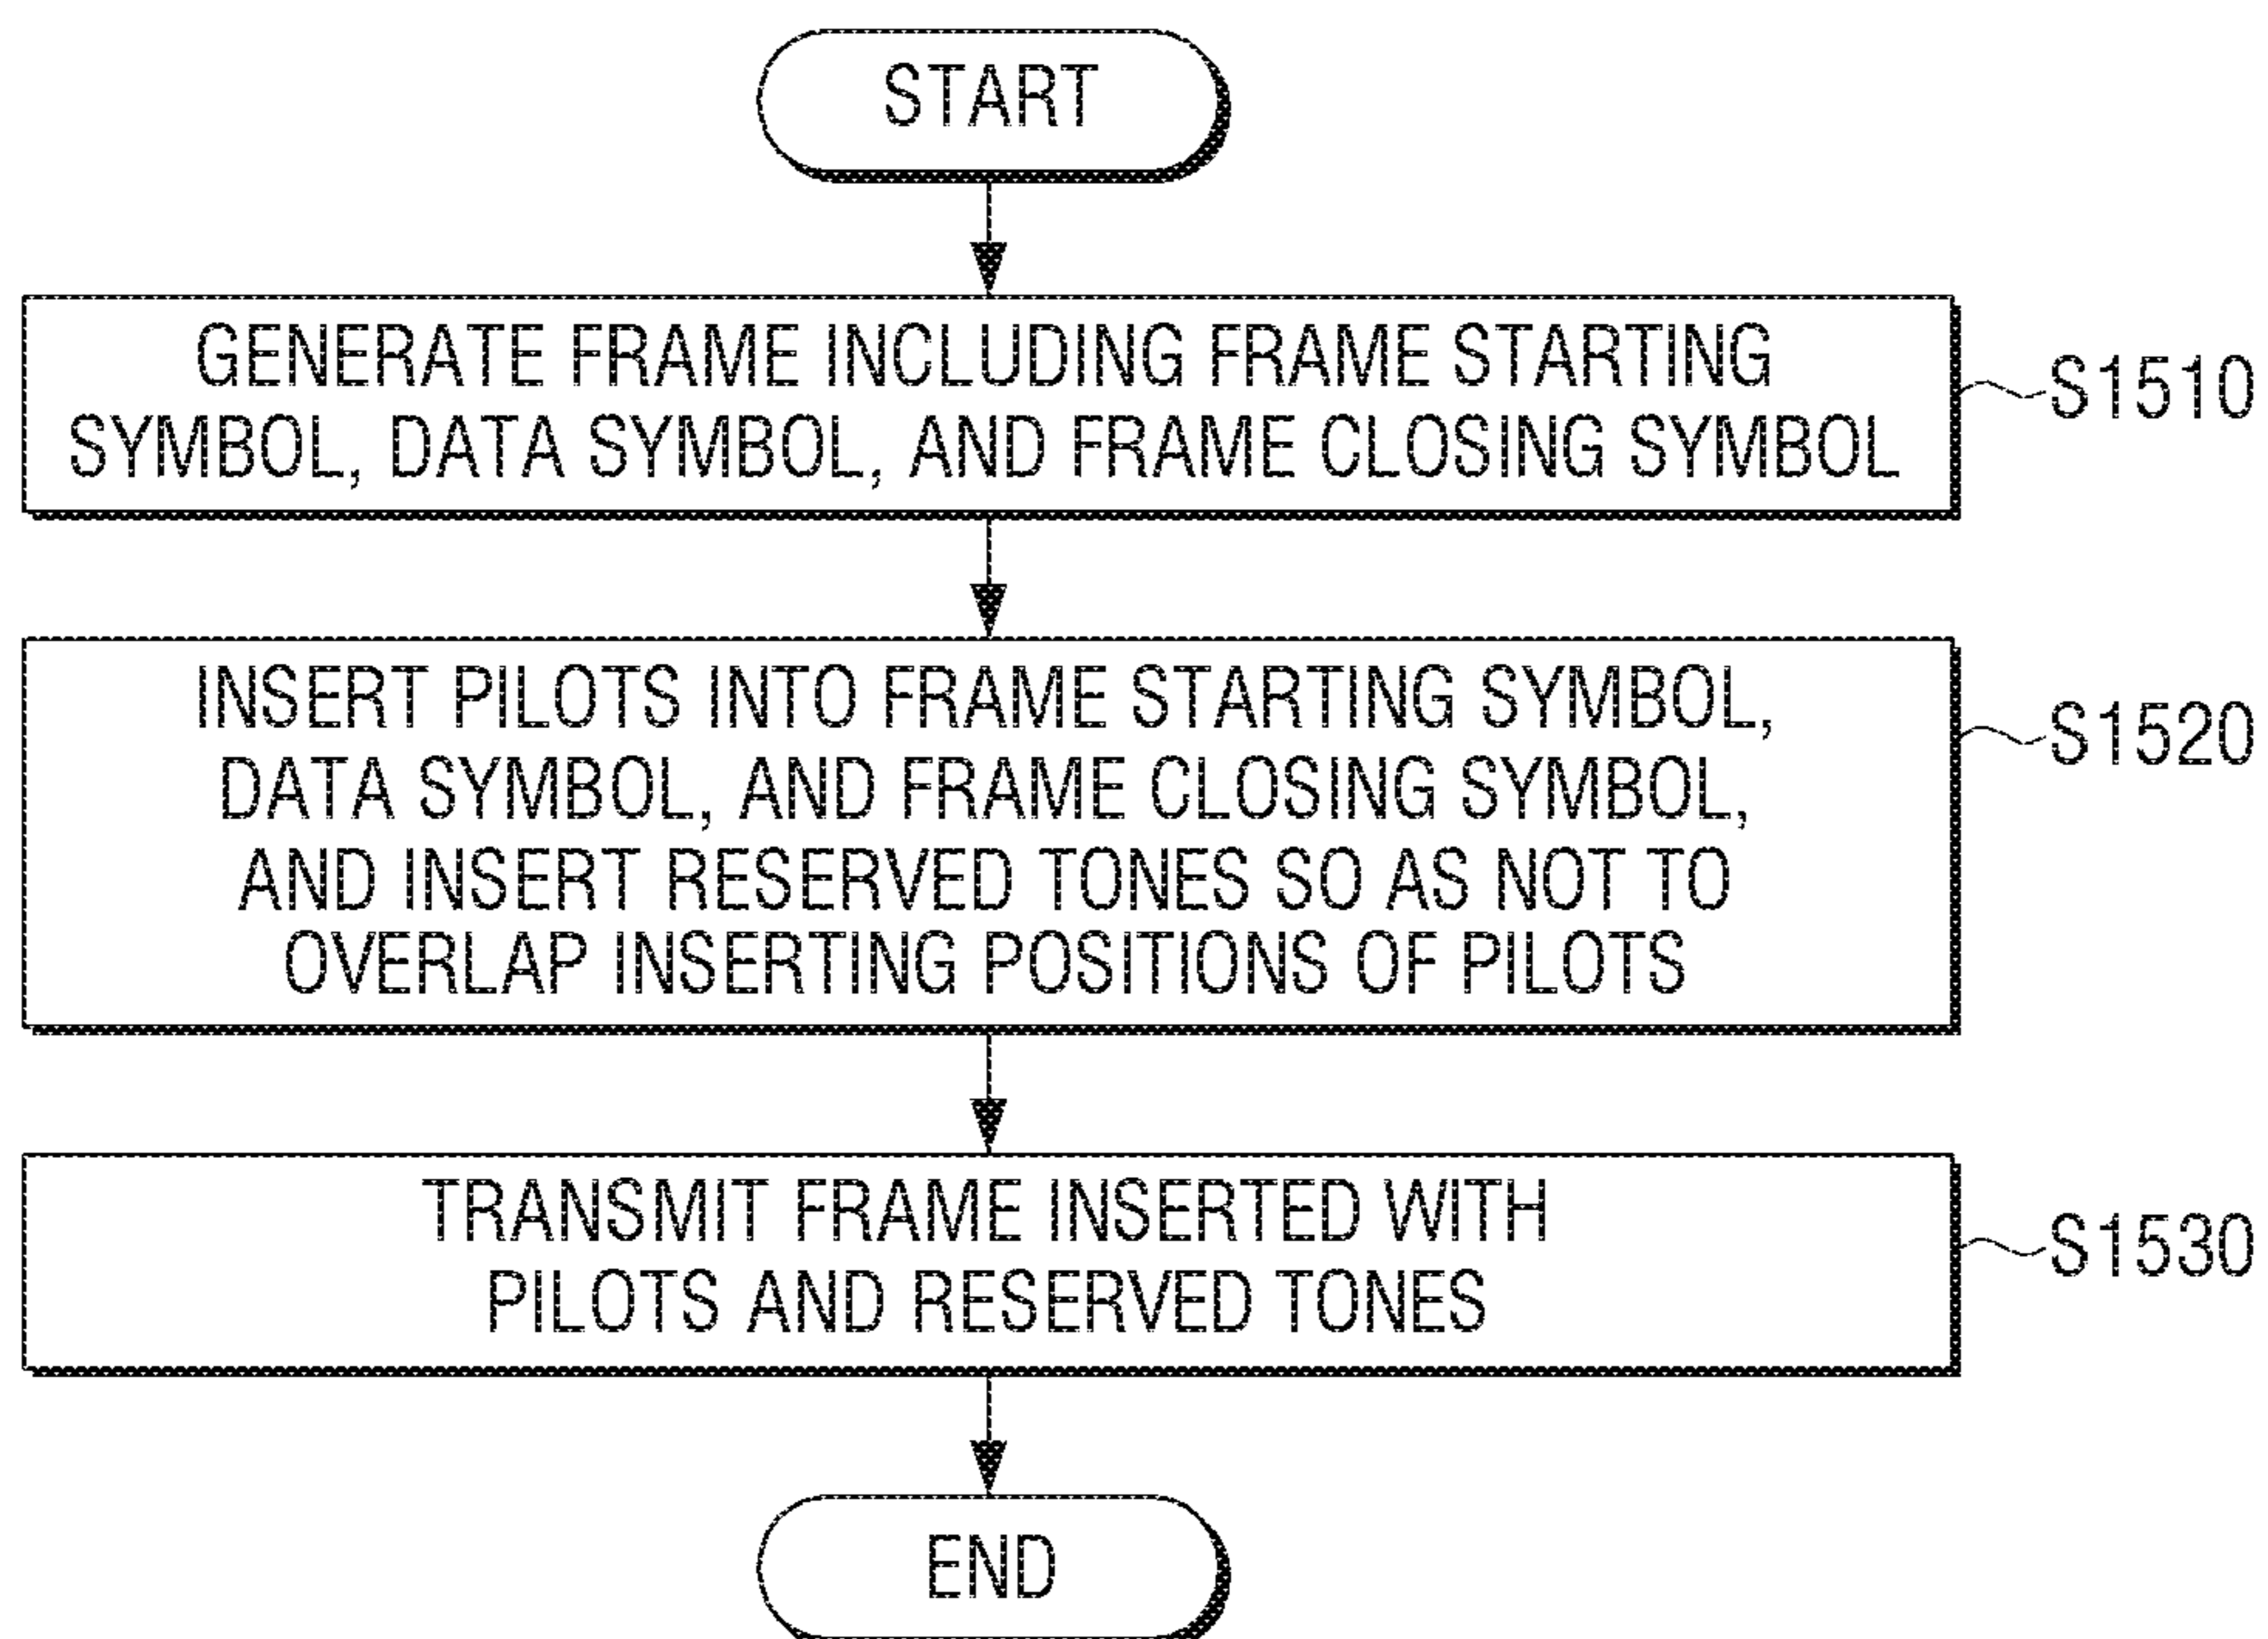 START
GENERATE FRAME INCLUDING FRAME STARTING
SYMBOL, DATA SYMBOL, AND FRAME CLOSING SYMBOL
S1510
INSERT PILOTS INTO FRAME STARTING SYMBOL,
DATA SYMBOL, AND FRAME CLOSING SYMBOL,
AND INSERT RESERVED TONES SO AS NOT TO
OVERLAP INSERTING POSITIONS OF PILOTS
S1520
TRANSMIT FRAME INSERTED WITH
PILOTS AND RESERVED TONES
S1530
END